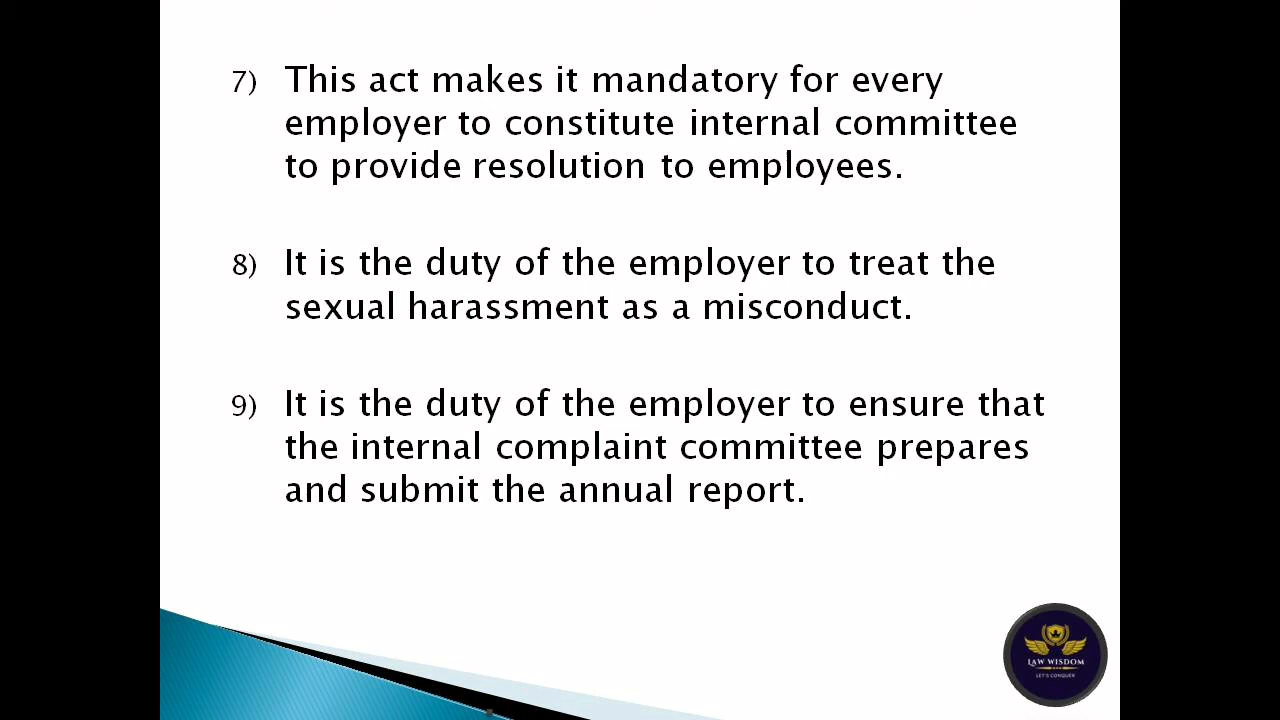 7) This act makes it mandatory for every
employer to constitute internal committee
to provide resolution to employees.
8) It is the duty of the employer to treat the
sexual harassment as a misconduct.
9) It is the duty of the employer to ensure that
the internal complaint committee prepares
and submit the annual report.
LAW WISDOM
LET'S CONQUER